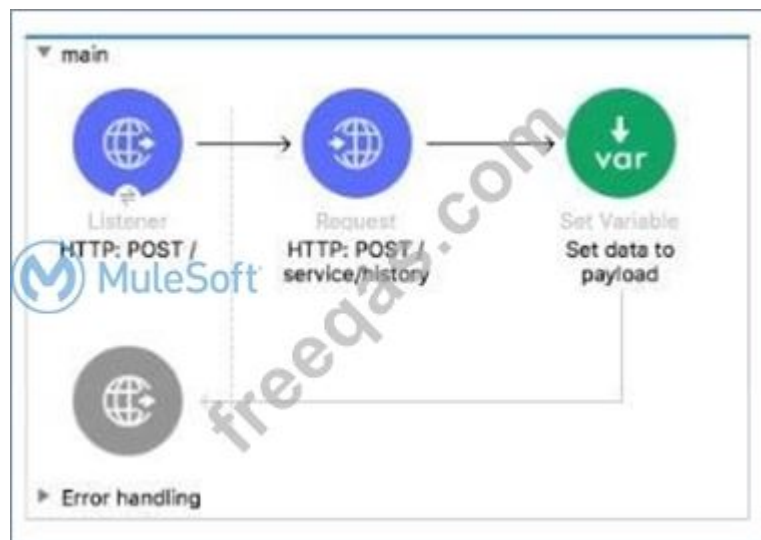 main
var
Listener
HTTP: POST /
Request
HTTP: POST /
service/history
Set Variable
Set data to
payload
MuleSoft
freeqas.com
Error handling